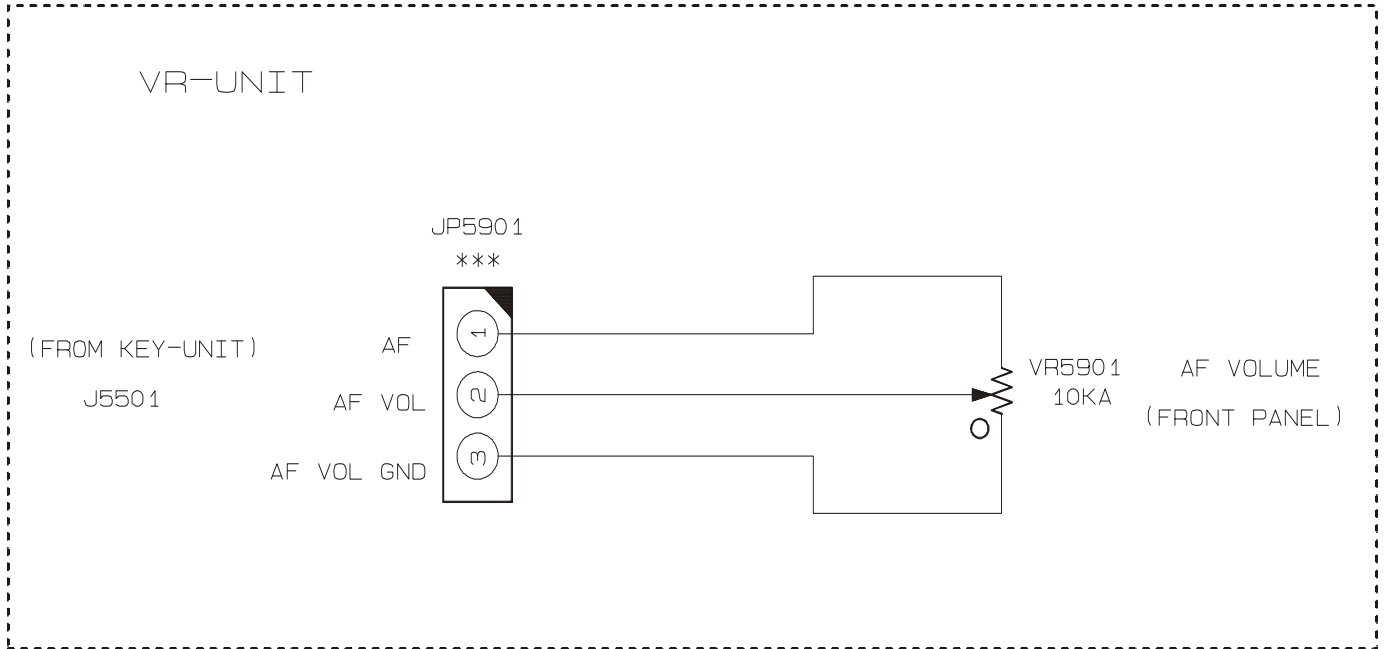 VR-UNIT
JP5901
***
1
2
3
AF
AF VOL
AF VOL GND
(FROM KEY-UNIT)
J5501
VR5901
10KA
AF VOLUME
(FRONT PANEL)